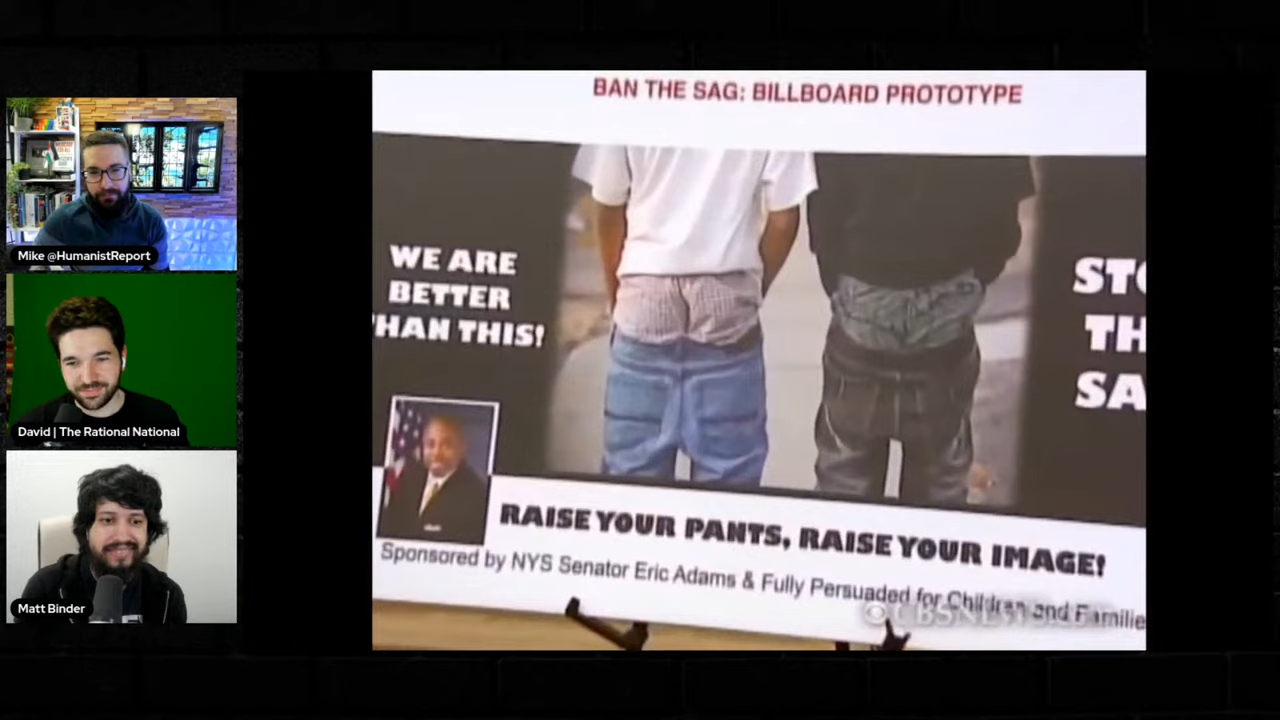 BAN THE SAG: BILLBOARD PROTOTYPE
WE ARE
BETTER
HAN THIS!
STO
TH
SA
RAISE YOUR PANTS, RAISE YOUR IMAGE!
Sponsored by NYS Senator Eric Adams & Fully Persuaded for Children and Familie
CBSNEWS
Mike @HumanistReport
David | The Rational National
Matt Binder